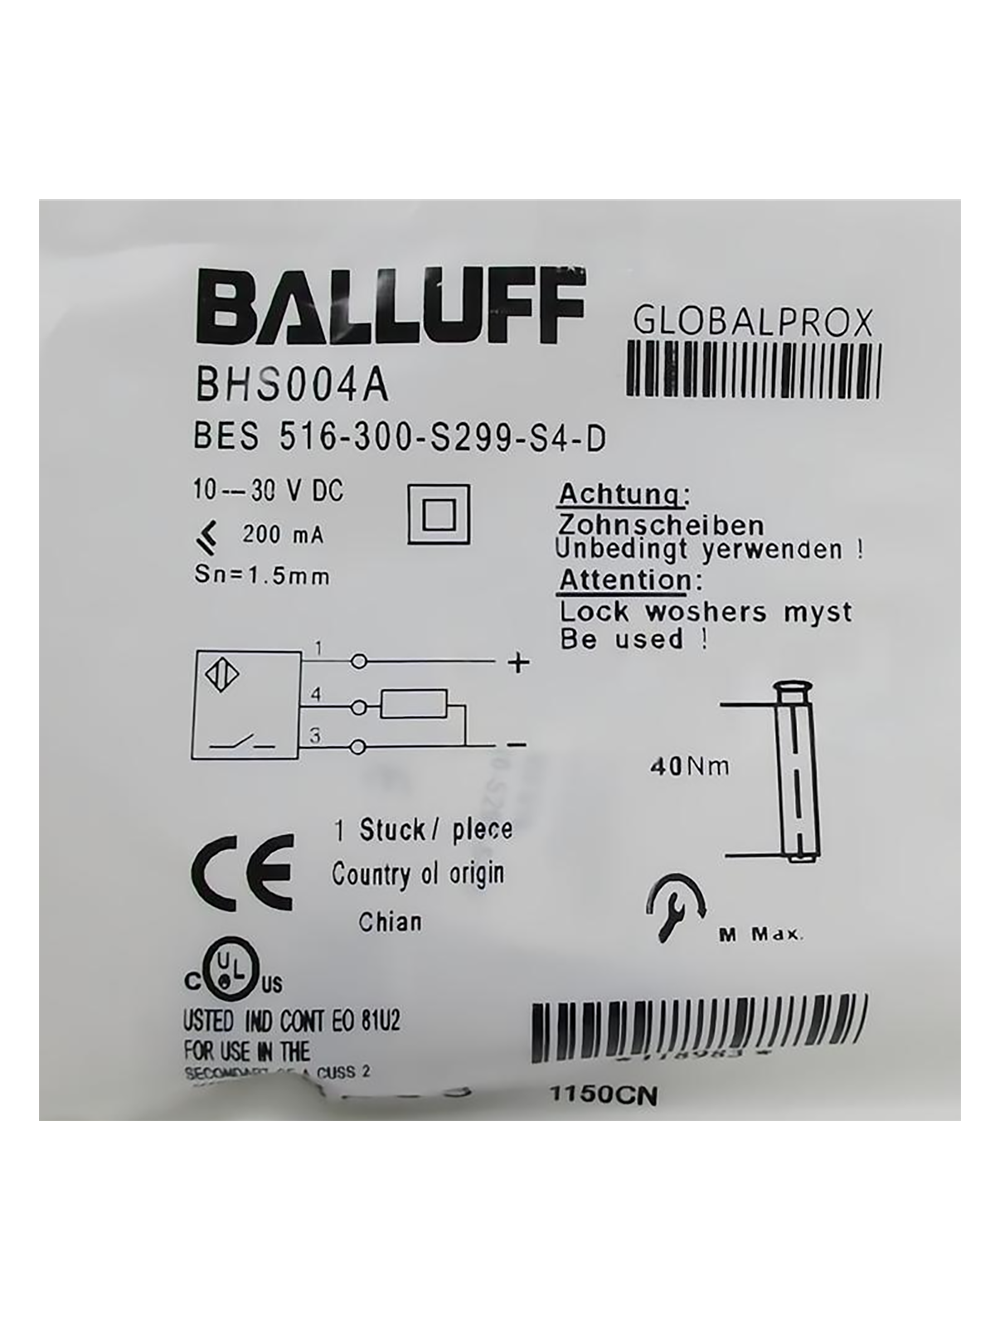 BALLUFF
GLOBALPROX
BHS004A
BES 516-300-S299-S4-D
10---30 V DC
200 mA
Sn=1.5mm
Achtung:
Zohnscheiben
Unbedingt yerwenden !
Attention:
Lock woshers myst
Be used !
1
+
4
3
−
40Nm
M Max.
1 Stuck/ plece
Country ol origin
Chian
CE
C UL US
USTED IND CONT EO 81U2
FOR USE IN THE
CUSS 2
*118983*
1150CN